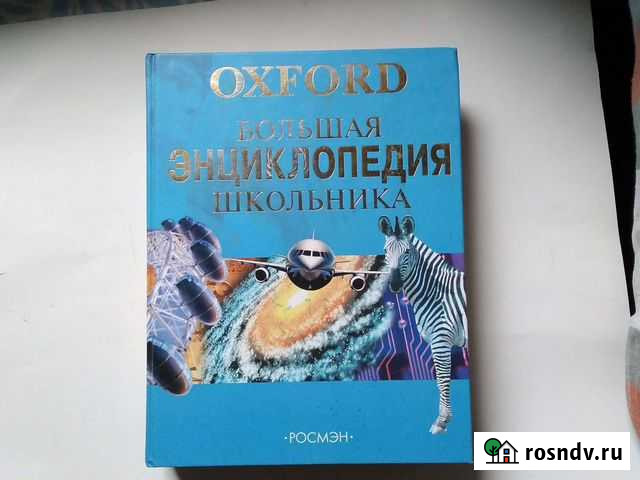 OXFORD
БОЛЬШАЯ
ЭНЦИКЛОПЕДИЯ
ШКОЛЬНИКА
·РОСМЭН·
rosndv.ru